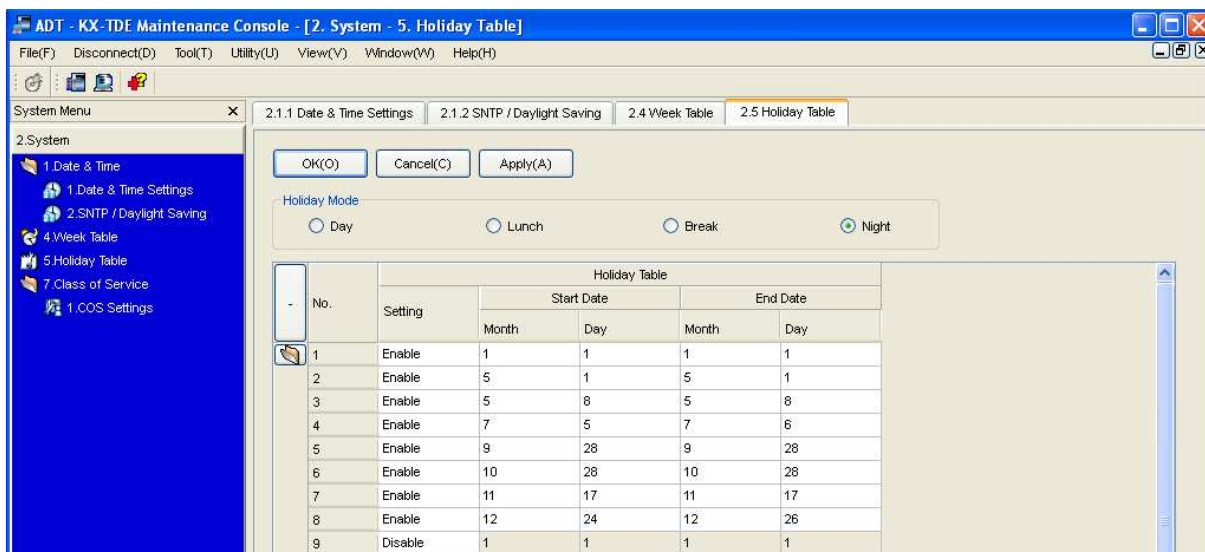 ADT - KX-TDE Maintenance Console - [2. System - 5. Holiday Table]
File(F) Disconnect(D) Tool(T) Utility(U) View(V) Window(W) Help(H)
System Menu
2.1.1 Date & Time Settings 2.1.2 SNTP / Daylight Saving 2.4 Week Table 2.5 Holiday Table
2.System
1.Date & Time
1.Date & Time Settings
2.SNTP / Daylight Saving
4.Week Table
5.Holiday Table
7.Class of Service
1.COS Settings
OK(O) Cancel(C) Apply(A)
Holiday Mode
Day Lunch Break Night
Holiday Table
- No. Setting Start Date End Date
Month Day Month Day
1 Enable 1 1 1 1
2 Enable 5 1 5 1
3 Enable 5 8 5 8
4 Enable 7 5 7 6
5 Enable 9 28 9 28
6 Enable 10 28 10 28
7 Enable 11 17 11 17
8 Enable 12 24 12 26
9 Disable 1 1 1 1